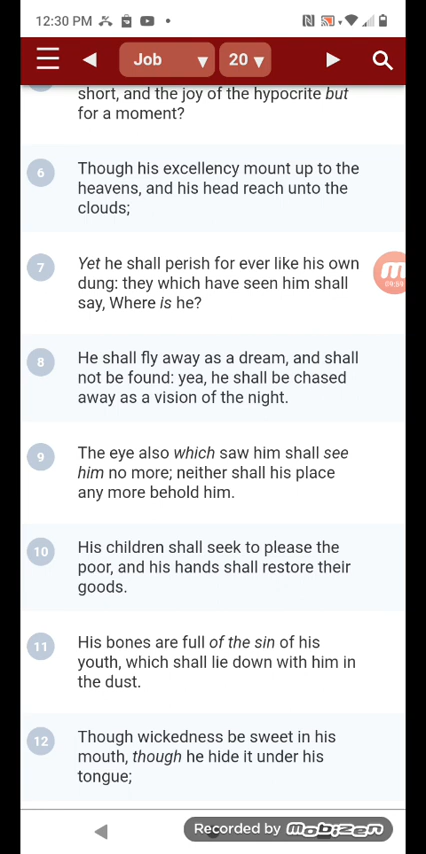 12:30 PM
Job
20
short, and the joy of the hypocrite but
for a moment?
6
Though his excellency mount up to the
heavens, and his head reach unto the
clouds;
7
Yet he shall perish for ever like his own
dung: they which have seen him shall
say, Where is he?
8
He shall fly away as a dream, and shall
not be found: yea, he shall be chased
away as a vision of the night.
9
The eye also which saw him shall see
him no more; neither shall his place
any more behold him.
10
His children shall seek to please the
poor, and his hands shall restore their
goods.
11
His bones are full of the sin of his
youth, which shall lie down with him in
the dust.
12
Though wickedness be sweet in his
mouth, though he hide it under his
tongue;
Recorded by mobizen